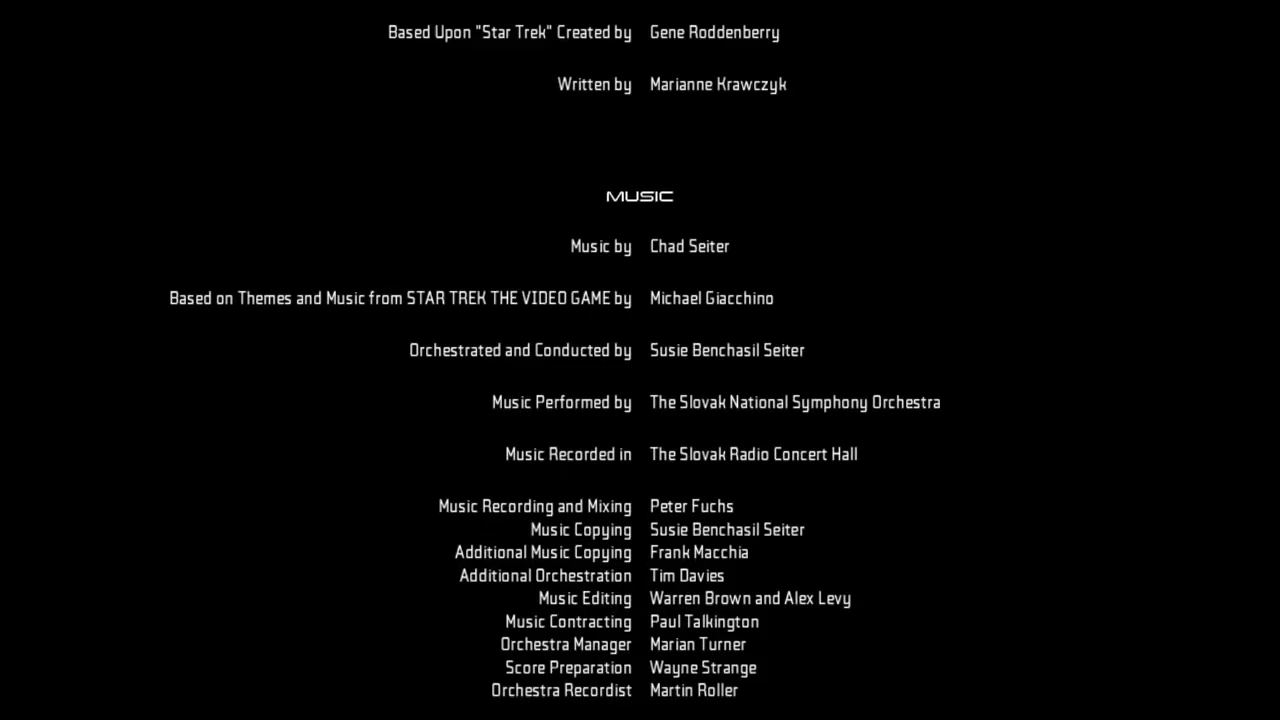 Based Upon "Star Trek" Created by Gene Roddenberry
Written by Marianne Krawczyk
MUSIC
Music by Chad Seiter
Based on Themes and Music from STAR TREK THE VIDEO GAME by Michael Giacchino
Orchestrated and Conducted by Susie Benchasil Seiter
Music Performed by The Slovak National Symphony Orchestra
Music Recorded in The Slovak Radio Concert Hall
Music Recording and Mixing Peter Fuchs
Music Copying Susie Benchasil Seiter
Additional Music Copying Frank Macchia
Additional Orchestration Tim Davies
Music Editing Warren Brown and Alex Levy
Music Contracting Paul Talkington
Orchestra Manager Marian Turner
Score Preparation Wayne Strange
Orchestra Recordist Martin Roller